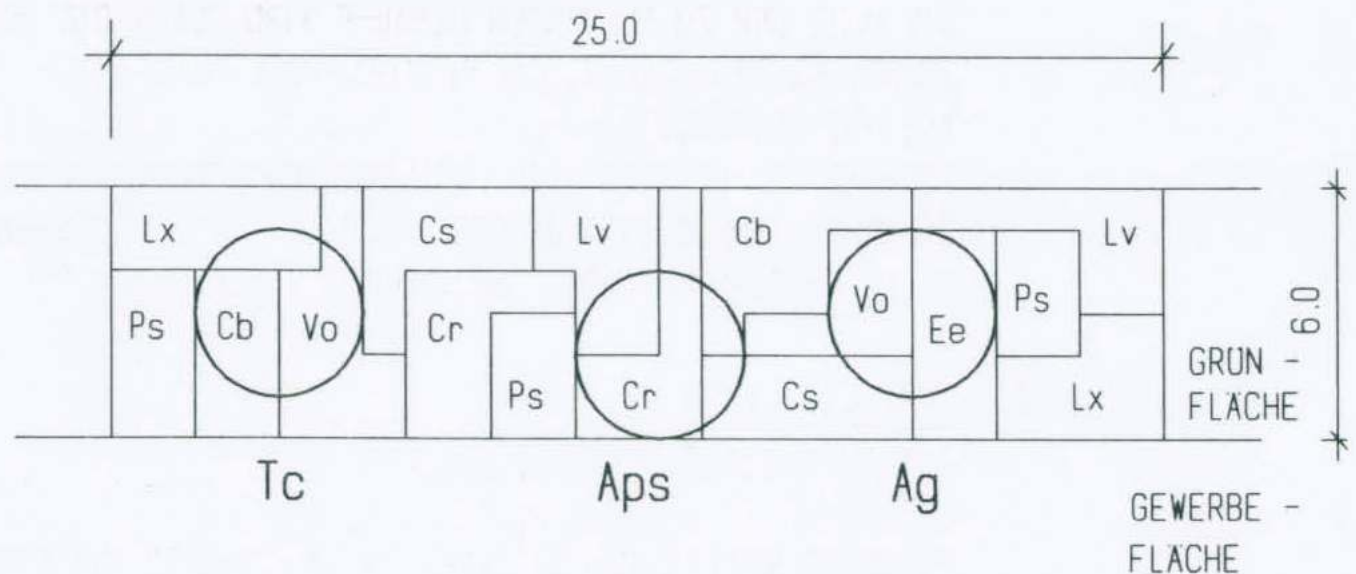 25.0
Lx Cs Lv Cb Lv
Ps Cb Vo Cr Vo Ee Ps
6.0
Ps Cr Cs Lx
GRÜN -
FLÄCHE
Tc Aps Ag
GEWERBE -
FLÄCHE